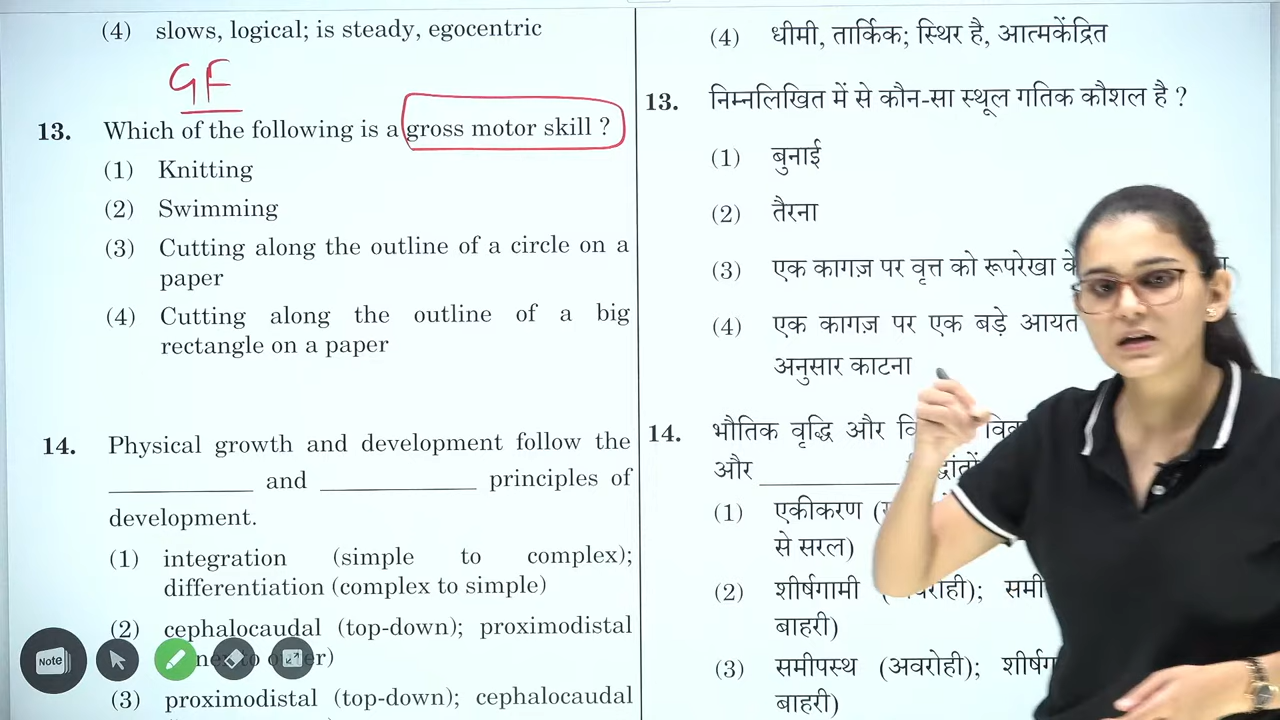 (4) slows, logical; is steady, egocentric
GF
13. Which of the following is a gross motor skill ?
(1) Knitting
(2) Swimming
(3) Cutting along the outline of a circle on a
paper
(4) Cutting along the outline of a big
rectangle on a paper
14. Physical growth and development follow the
____________ and ____________ principles of
development.
(1) integration (simple to complex);
differentiation (complex to simple)
(2) cephalocaudal (top-down); proximodistal
(3) proximodistal (top-down); cephalocaudal
(4) धीमी, तार्किक; स्थिर है, आत्मकेंद्रित
13. निम्नलिखित में से कौन-सा स्थूल गतिक कौशल है ?
(1) बुनाई
(2) तैरना
(3) एक कागज़ पर वृत्त को रूपरेखा के
(4) एक कागज़ पर एक बड़े आयत
अनुसार काटना
14. भौतिक वृद्धि और
और ____________
(1) एकीकरण
से सरल)
(2) शीर्षगामी
बाहरी)
(3) समीपस्थ (अवरोही);
बाहरी)
Note